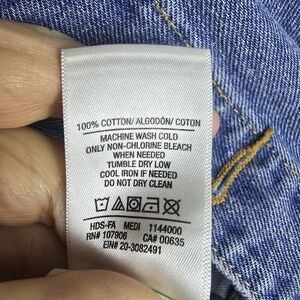 100% COTTON/ ALGODÓN/ COTON
MACHINE WASH COLD
ONLY NON-CHLORINE BLEACH
WHEN NEEDED
TUMBLE DRY LOW
COOL IRON IF NEEDED
DO NOT DRY CLEAN
HDS-FA MEDI 1144000
RN# 107906 CA# 00635
EIN# 20-3082491